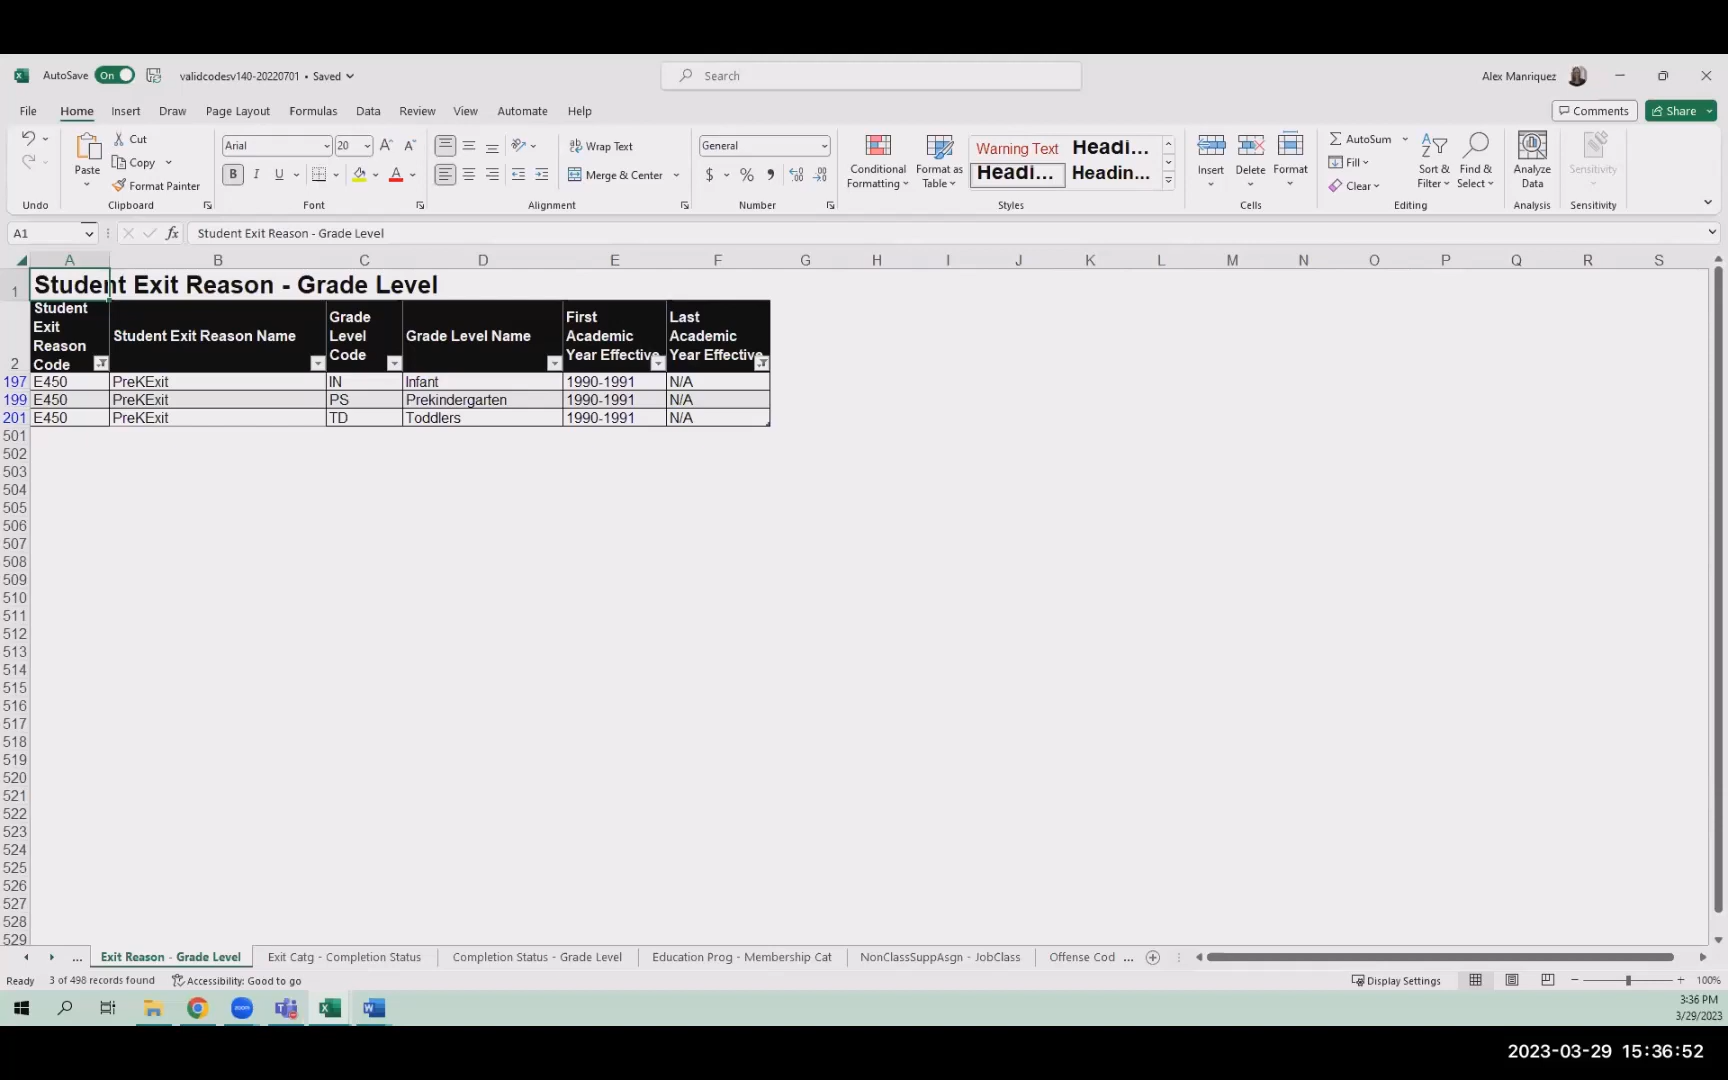 AutoSave On validcodesv140-20220701 • Saved Search Alex Manriquez
File Home Insert Draw Page Layout Formulas Data Review View Automate Help Comments Share
Cut
Copy
Format Painter
Paste
Undo Clipboard
Arial 20
B I U
Font
Wrap Text
Merge & Center
Alignment
General
$ %
Number
Conditional Formatting
Format as Table
Warning Text Headi...
Headi... Headin...
Styles
Insert Delete Format
Cells
AutoSum
Fill
Clear
Sort & Filter
Find & Select
Editing
Analyze Data
Analysis
Sensitivity
Sensitivity
A1 fx Student Exit Reason - Grade Level
A B C D E F G H I J K L M N O P Q R S
1 Student Exit Reason - Grade Level
2 Student Exit Reason Code Student Exit Reason Name Grade Level Code Grade Level Name First Academic Year Effective Last Academic Year Effective
197 E450 PreKExit IN Infant 1990-1991 N/A
199 E450 PreKExit PS Prekindergarten 1990-1991 N/A
201 E450 PreKExit TD Toddlers 1990-1991 N/A
501
502
503
504
505
506
507
508
509
510
511
512
513
514
515
516
517
518
519
520
521
522
523
524
525
526
527
528
529
... Exit Reason - Grade Level Exit Catg - Completion Status Completion Status - Grade Level Education Prog - Membership Cat NonClassSuppAsgn - JobClass Offense Cod ...
Ready 3 of 498 records found Accessibility: Good to go Display Settings 100%
zoom
3:36 PM
3/29/2023
2023-03-29 15:36:52